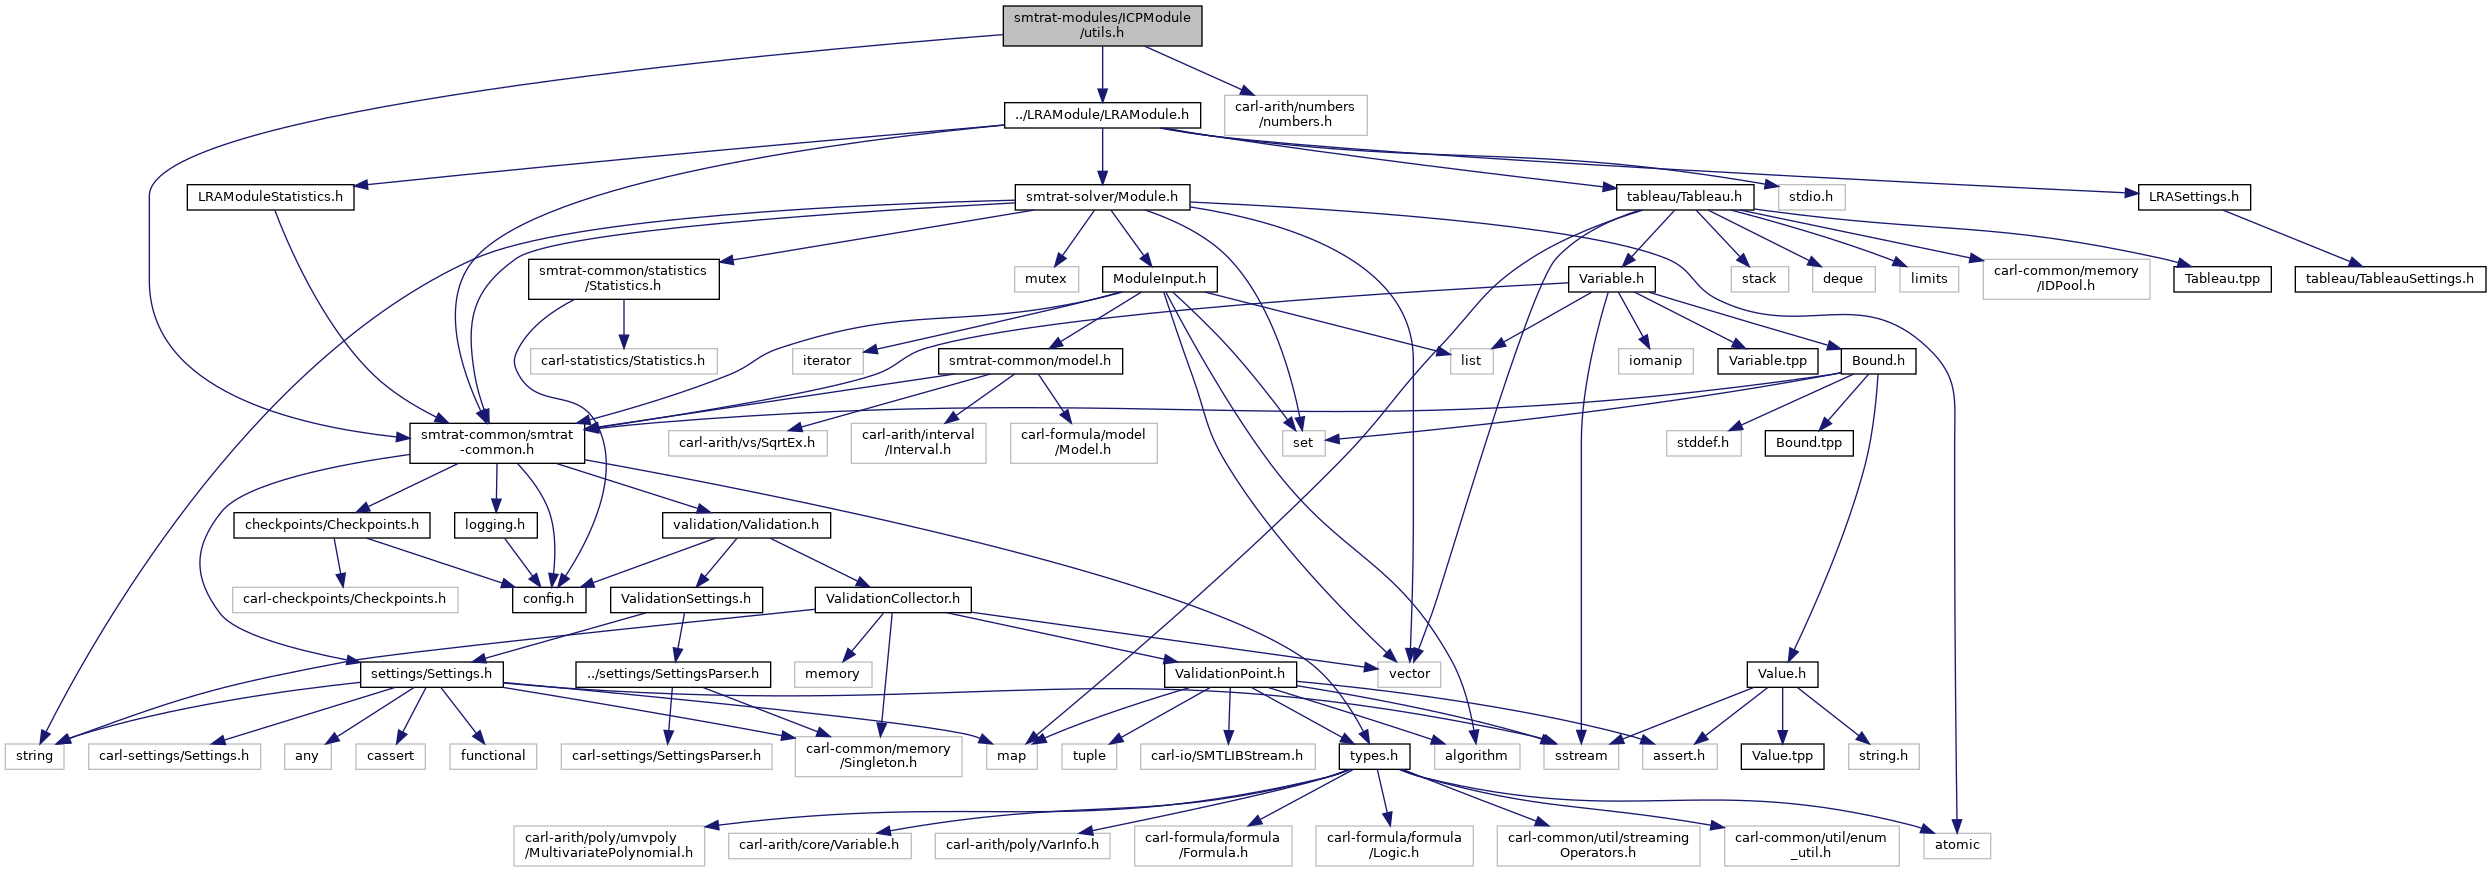 smtrat-modules/ICPModule
/utils.h
../LRAModule/LRAModule.h
carl-arith/numbers
/numbers.h
LRAModuleStatistics.h
smtrat-solver/Module.h
tableau/Tableau.h
stdio.h
LRASettings.h
smtrat-common/statistics
/Statistics.h
mutex
ModuleInput.h
Variable.h
stack
deque
limits
carl-common/memory
/IDPool.h
Tableau.tpp
tableau/TableauSettings.h
carl-statistics/Statistics.h
iterator
smtrat-common/model.h
list
iomanip
Variable.tpp
Bound.h
smtrat-common/smtrat
-common.h
carl-arith/vs/SqrtEx.h
carl-arith/interval
/Interval.h
carl-formula/model
/Model.h
set
stddef.h
Bound.tpp
checkpoints/Checkpoints.h
logging.h
validation/Validation.h
carl-checkpoints/Checkpoints.h
config.h
ValidationSettings.h
ValidationCollector.h
settings/Settings.h
../settings/SettingsParser.h
memory
ValidationPoint.h
vector
Value.h
string
carl-settings/Settings.h
any
cassert
functional
carl-settings/SettingsParser.h
carl-common/memory
/Singleton.h
map
tuple
carl-io/SMTLIBStream.h
types.h
algorithm
sstream
assert.h
Value.tpp
string.h
carl-arith/poly/umvpoly
/MultivariatePolynomial.h
carl-arith/core/Variable.h
carl-arith/poly/VarInfo.h
carl-formula/formula
/Formula.h
carl-formula/formula
/Logic.h
carl-common/util/streaming
Operators.h
carl-common/util/enum
_util.h
atomic